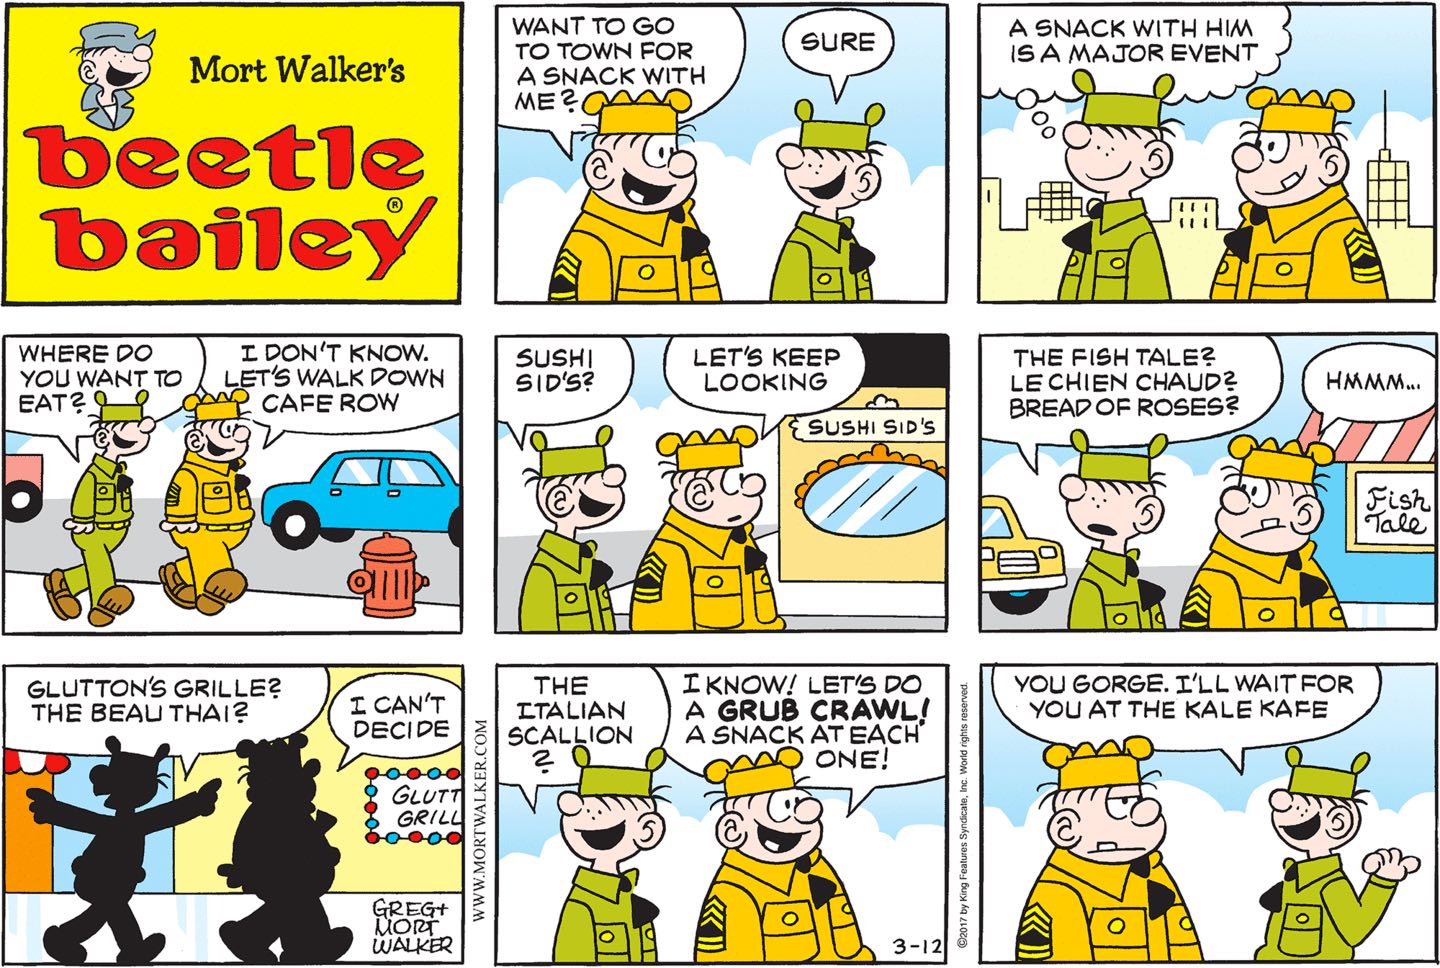 Mort Walker's
beetle
bailey®
WANT TO GO
TO TOWN FOR
A SNACK WITH
ME?
SURE
A SNACK WITH HIM
IS A MAJOR EVENT
WHERE DO
YOU WANT TO
EAT?
I DON'T KNOW.
LET'S WALK DOWN
CAFE ROW
SUSHI
SID'S?
LET'S KEEP
LOOKING
SUSHI SID'S
THE FISH TALE?
LE CHIEN CHAUD?
BREAD OF ROSES?
HMMM...
Fish
Tale
GLUTTON'S GRILLE?
THE BEAU THAI?
I CAN'T
DECIDE
GLUTT
GRILL
GREG+
MORT
WALKER
WWW.MORTWALKER.COM
THE
ITALIAN
SCALLION
?
I KNOW! LET'S DO
A GRUB CRAWL!
A SNACK AT EACH
ONE!
3-12
©2017 by King Features Syndicate, Inc. World rights reserved.
YOU GORGE. I'LL WAIT FOR
YOU AT THE KALE KAFE